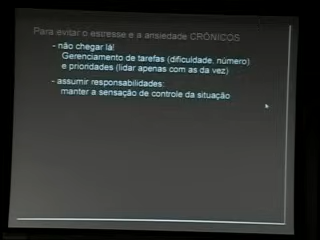 Para evitar o estresse e a ansiedade CRÔNICOS
- não chegar lá!
Gerenciamento de tarefas (dificuldade, número)
e prioridades (lidar apenas com as da vez)
- assumir responsabilidades:
manter a sensação de controle da situação